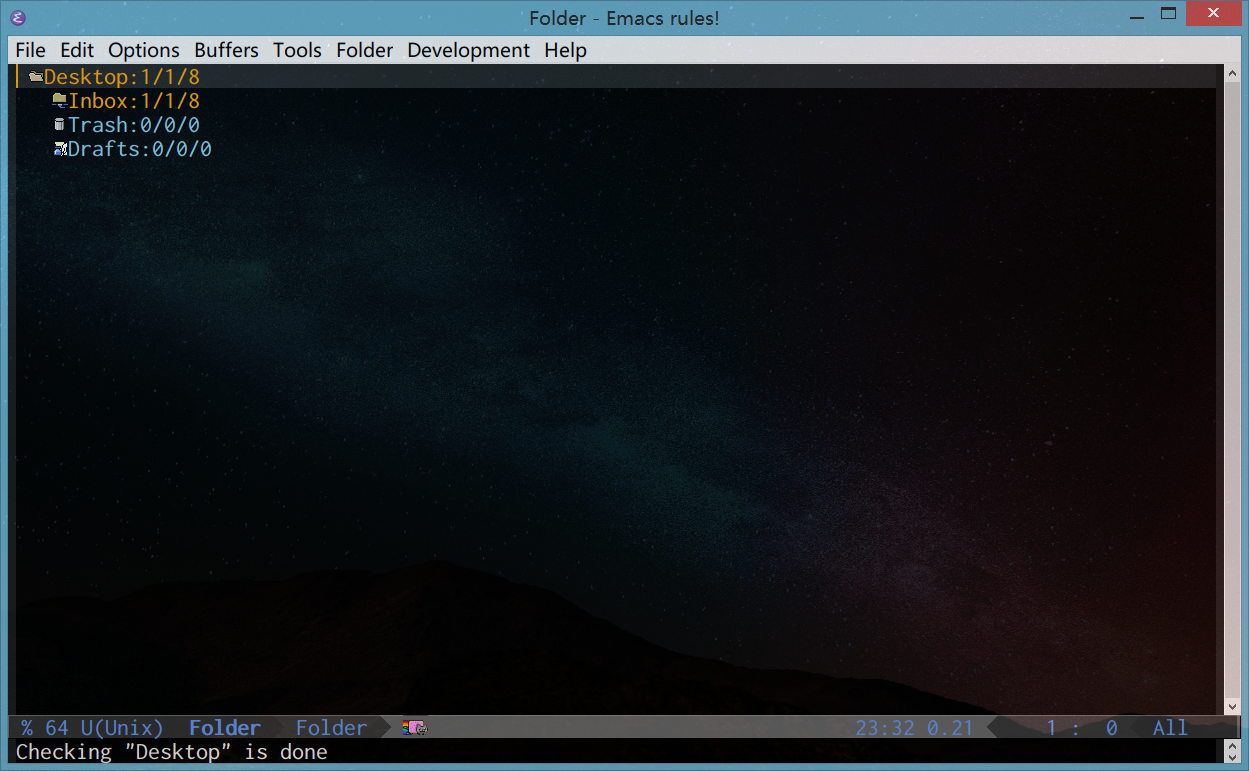 Folder - Emacs rules!
File Edit Options Buffers Tools Folder Development Help
Desktop:1/1/8
Inbox:1/1/8
Trash:0/0/0
Drafts:0/0/0
% 64 U(Unix) Folder Folder 23:32 0.21 1 : 0 All
Checking "Desktop" is done